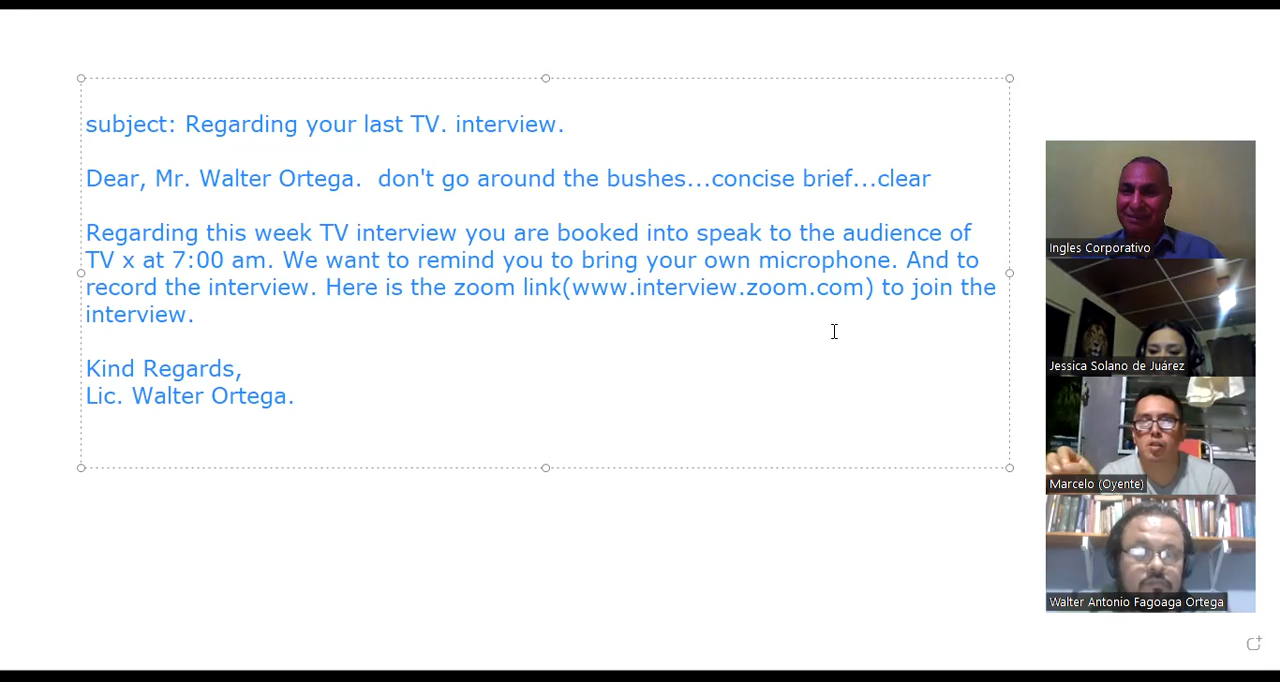 subject: Regarding your last TV. interview.
Dear, Mr. Walter Ortega.  don't go around the bushes...concise brief...clear
Regarding this week TV interview you are booked into speak to the audience of
TV x at 7:00 am. We want to remind you to bring your own microphone. And to
record the interview. Here is the zoom link(www.interview.zoom.com) to join the
interview.
Kind Regards,
Lic. Walter Ortega.
Ingles Corporativo
Jessica Solano de Juárez
Marcelo (Oyente)
Walter Antonio Fagoaga Ortega